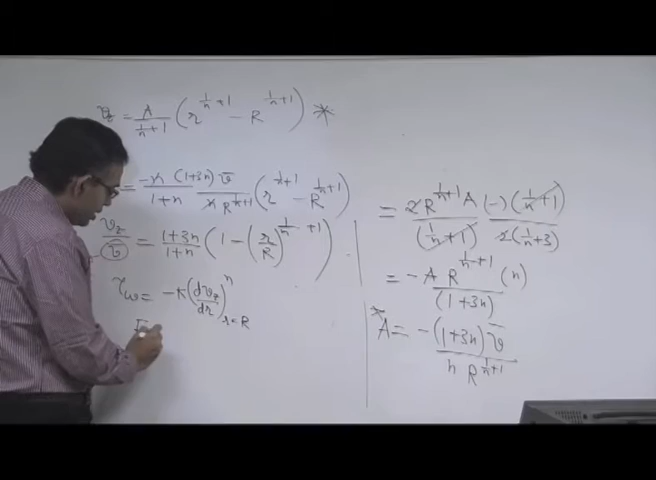 v_z = A/(1/n+1) (r^(1/n+1) - R^(1/n+1)) *
= -n(1+3n) v̄/(1+n) n R^(1/n+1) (r^(1/n+1) - R^(1/n+1))
v_z/v̄ = (1+3n)/(1+n) (1 - (r/R)^(1/n+1))
τ_w = -K (dv_z/dr)^n_(r=R)
= 2R^(1/n+1) A/(1/n+1) (-)(1/n+1)/2(1/n+3)
= -A R^(1/n+1)/(1+3n) (n)
*A = -(1+3n) v̄/n R^(1/n+1)